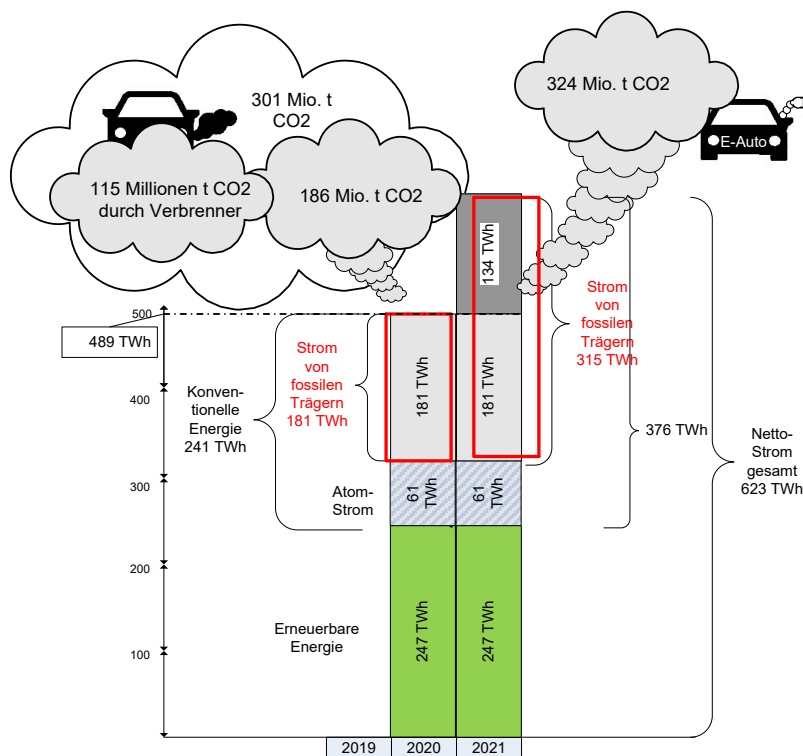 301 Mio. t
CO2
324 Mio. t CO2
E-Auto
115 Millionen t CO2
durch Verbrenner
186 Mio. t CO2
134 TWh
500
489 TWh
Strom
von
fossilen
Trägern
315 TWh
Strom
von
fossilen
Trägern
181 TWh
181 TWh
181 TWh
Konven-
tionelle
Energie
241 TWh
400
376 TWh
Netto-
Strom
gesamt
623 TWh
300
Atom-
Strom
61
TWh
61
TWh
200
Erneuerbare
Energie
247 TWh
247 TWh
100
2019
2020
2021